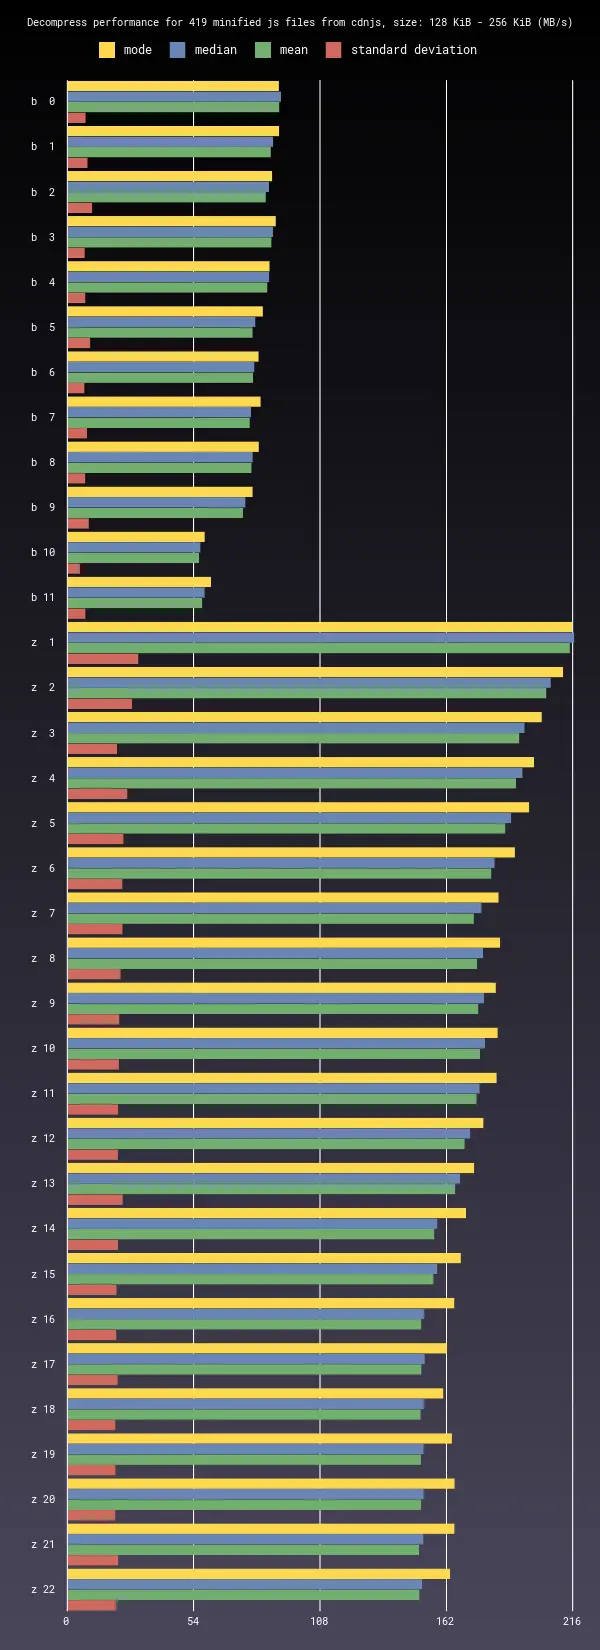 Decompress performance for 419 minified js files from cdnjs, size: 128 KiB - 256 KiB (MB/s)
mode median mean standard deviation
b 0
b 1
b 2
b 3
b 4
b 5
b 6
b 7
b 8
b 9
b 10
b 11
z 1
z 2
z 3
z 4
z 5
z 6
z 7
z 8
z 9
z 10
z 11
z 12
z 13
z 14
z 15
z 16
z 17
z 18
z 19
z 20
z 21
z 22
0 54 108 162 216